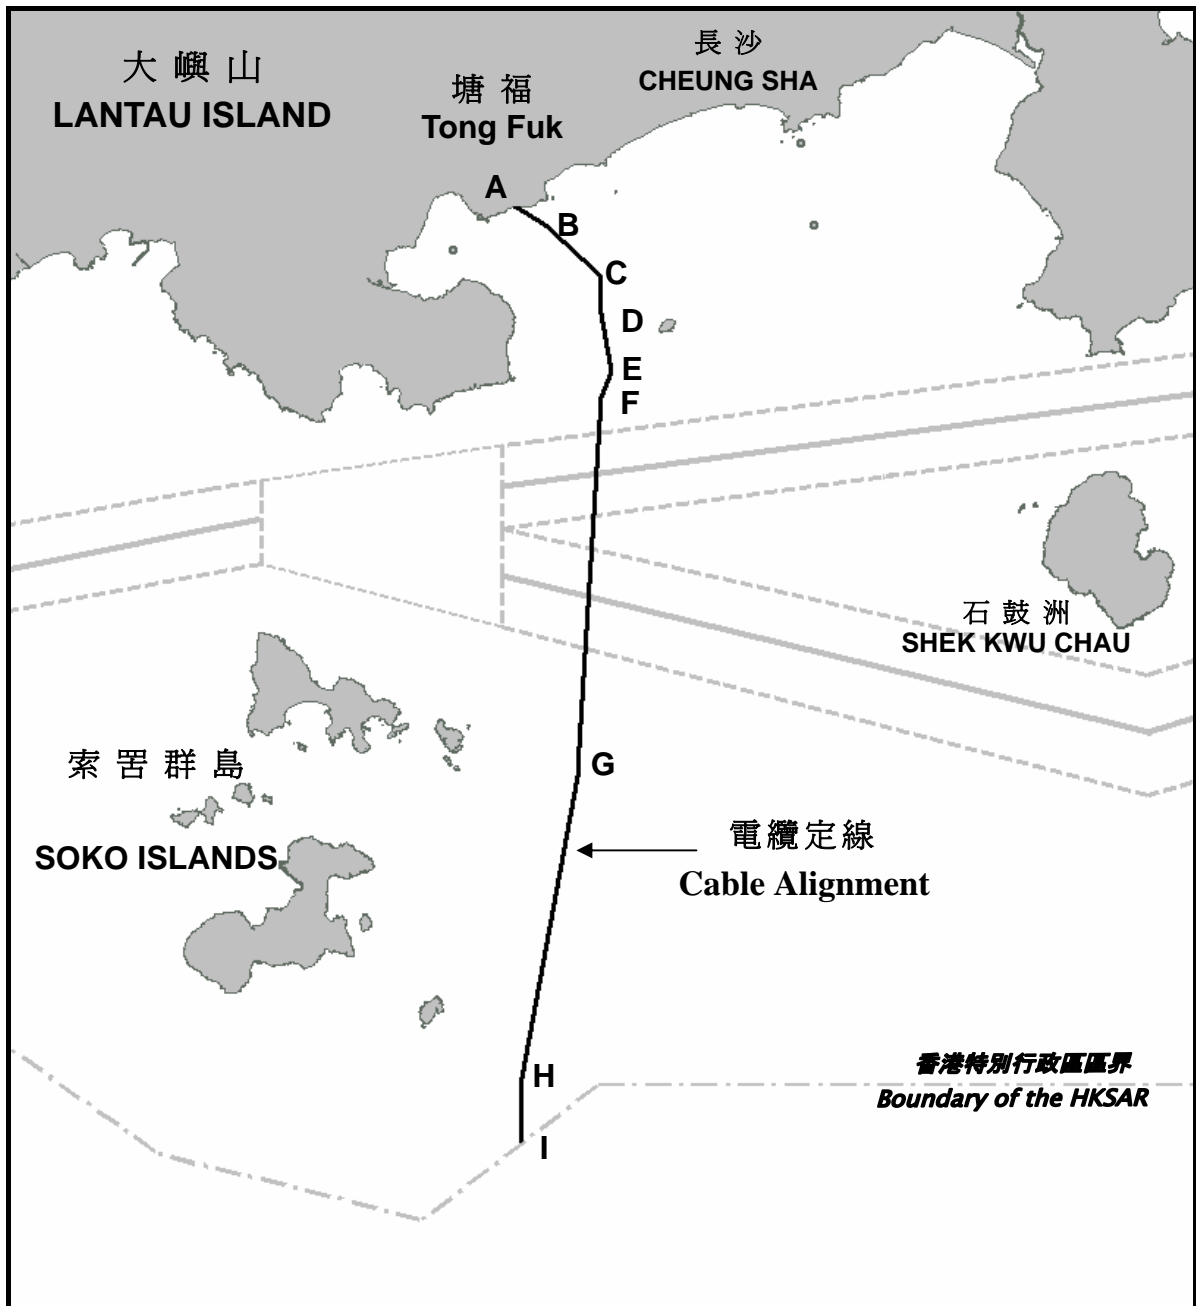 大嶼山
LANTAU ISLAND
塘福
Tong Fuk
長沙
CHEUNG SHA
A
B
C
D
E
F
石鼓洲
SHEK KWU CHAU
G
索罟群島
SOKO ISLANDS
電纜定線
Cable Alignment
香港特別行政區區界
Boundary of the HKSAR
H
I